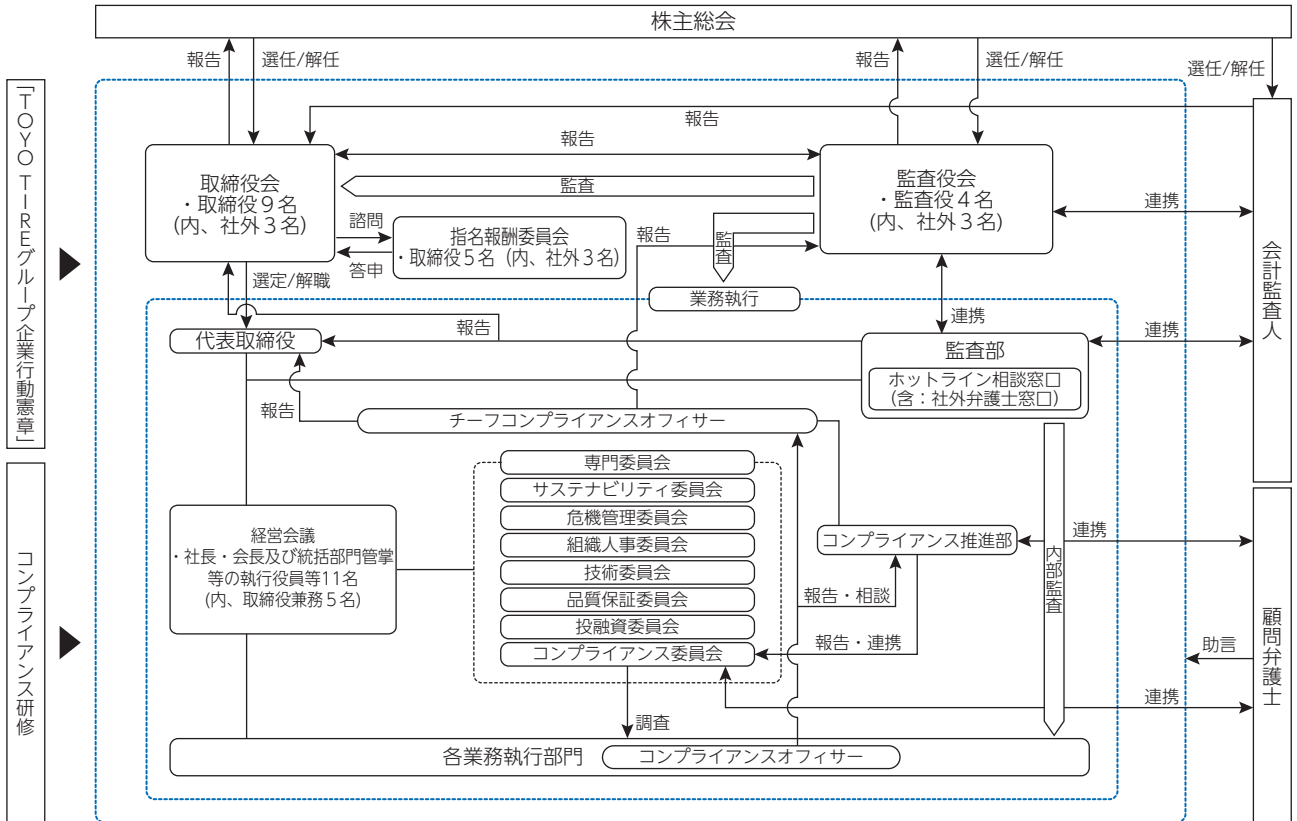 株主総会
報告
選任/解任
報告
選任/解任
選任/解任
「TOYO TIREグループ企業行動憲章」
報告
報告
取締役会
・取締役9名
(内、社外3名)
監査
監査役会
・監査役4名
(内、社外3名)
連携
会計監査人
諮問
答申
指名報酬委員会
・取締役5名（内、社外3名）
報告
監査
選定/解職
業務執行
連携
代表取締役
報告
監査部
ホットライン相談窓口
(含：社外弁護士窓口)
連携
報告
チーフコンプライアンスオフィサー
専門委員会
サステナビリティ委員会
危機管理委員会
組織人事委員会
技術委員会
品質保証委員会
投融資委員会
コンプライアンス委員会
経営会議
・社長・会長及び統括部門管掌
等の執行役員等11名
(内、取締役兼務5名)
コンプライアンス推進部
連携
内部監査
報告・相談
報告・連携
コンプライアンス研修
顧問弁護士
助言
連携
調査
各業務執行部門
コンプライアンスオフィサー